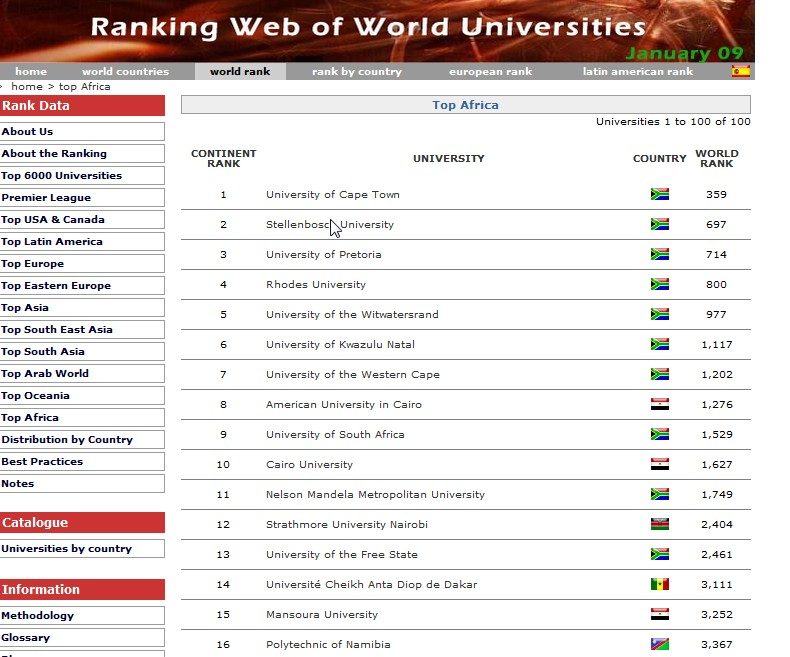 Ranking Web of World Universities
January 09
home world countries world rank rank by country european rank latin american rank
> home > top Africa
Rank Data
About Us
About the Ranking
Top 6000 Universities
Premier League
Top USA & Canada
Top Latin America
Top Europe
Top Eastern Europe
Top Asia
Top South East Asia
Top South Asia
Top Arab World
Top Oceania
Top Africa
Distribution by Country
Best Practices
Notes
Catalogue
Universities by country
Information
Methodology
Glossary
Top Africa
Universities 1 to 100 of 100
CONTINENT RANK UNIVERSITY COUNTRY WORLD RANK
1 University of Cape Town 359
2 Stellenbosch University 697
3 University of Pretoria 714
4 Rhodes University 800
5 University of the Witwatersrand 977
6 University of Kwazulu Natal 1,117
7 University of the Western Cape 1,202
8 American University in Cairo 1,276
9 University of South Africa 1,529
10 Cairo University 1,627
11 Nelson Mandela Metropolitan University 1,749
12 Strathmore University Nairobi 2,404
13 University of the Free State 2,461
14 Université Cheikh Anta Diop de Dakar 3,111
15 Mansoura University 3,252
16 Polytechnic of Namibia 3,367